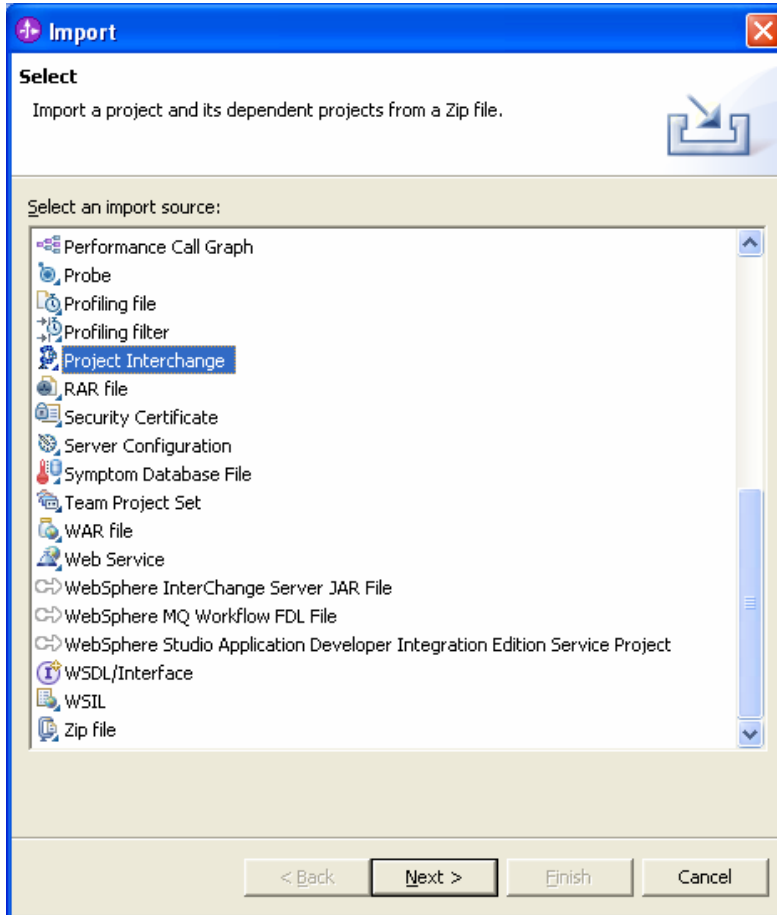 Import
Select
Import a project and its dependent projects from a Zip file.
Select an import source:
Performance Call Graph
Probe
Profiling file
Profiling filter
Project Interchange
RAR file
Security Certificate
Server Configuration
Symptom Database File
Team Project Set
WAR file
Web Service
WebSphere InterChange Server JAR File
WebSphere MQ Workflow FDL File
WebSphere Studio Application Developer Integration Edition Service Project
WSDL/Interface
WSIL
Zip file
< Back Next > Finish Cancel